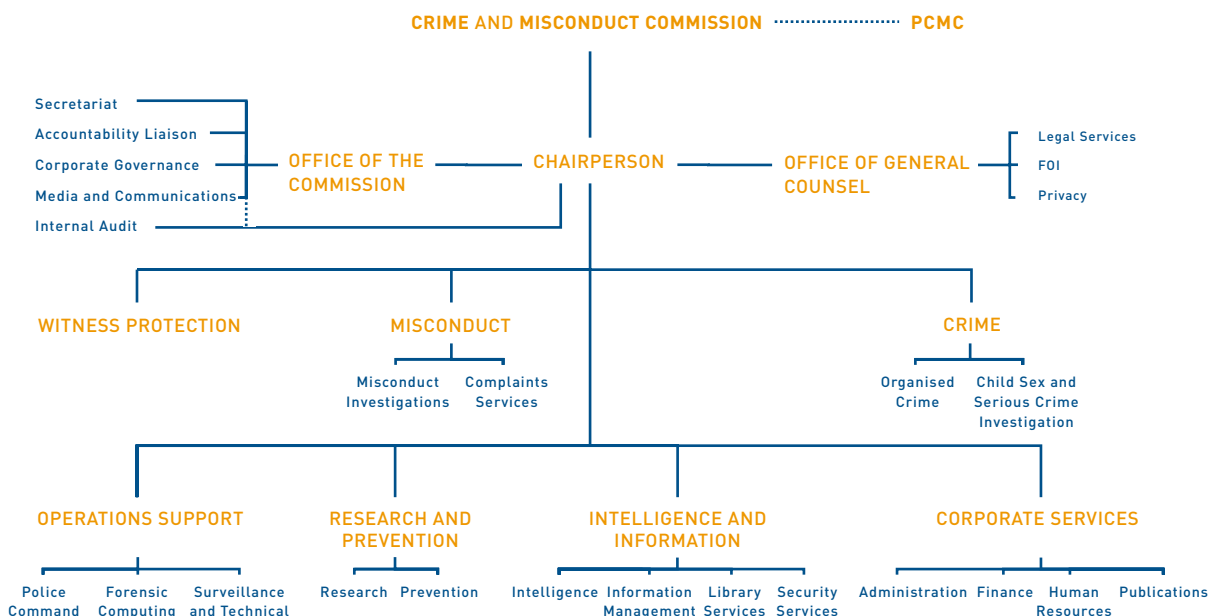 CRIME AND MISCONDUCT COMMISSION PCMC
Secretariat
Accountability Liaison
Corporate Governance
Media and Communications
Internal Audit
OFFICE OF THE
COMMISSION
CHAIRPERSON
OFFICE OF GENERAL
COUNSEL
Legal Services
FOI
Privacy
WITNESS PROTECTION
MISCONDUCT
Misconduct
Investigations
Complaints
Services
CRIME
Organised
Crime
Child Sex and
Serious Crime
Investigation
OPERATIONS SUPPORT
Police
Command
Forensic
Computing
Surveillance
and Technical
RESEARCH AND
PREVENTION
Research
Prevention
INTELLIGENCE AND
INFORMATION
Intelligence
Information
Management
Library
Services
Security
Services
CORPORATE SERVICES
Administration
Finance
Human
Resources
Publications